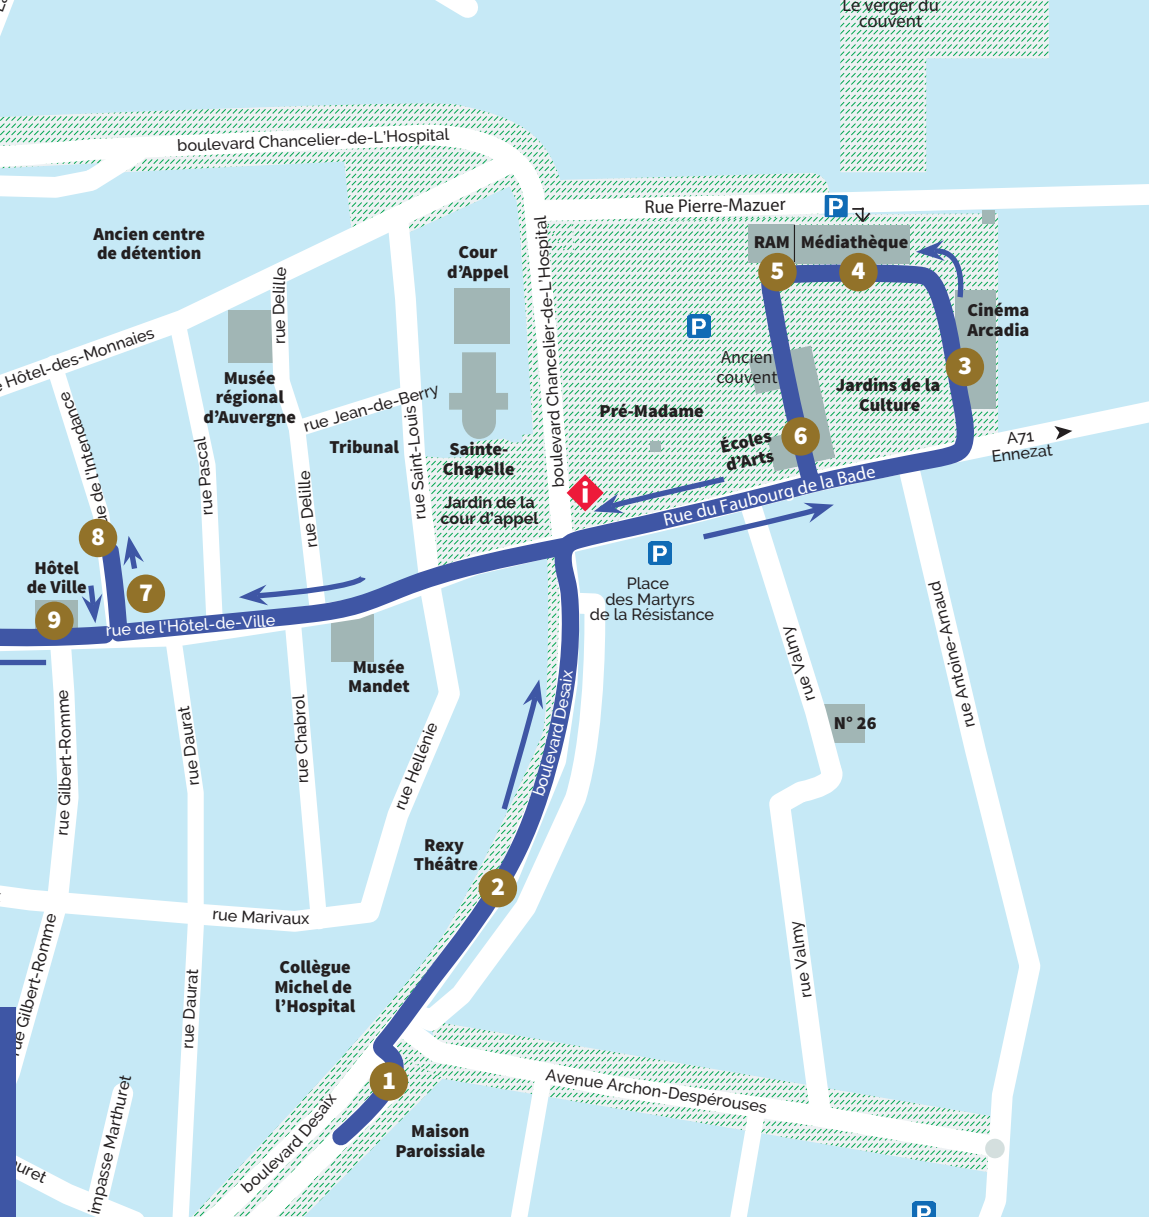 Le verger du
couvent
boulevard Chancelier-de-L'Hospital
Rue Pierre-Mazuer
P
Ancien centre
de détention
Cour
d'Appel
RAM
Médiathèque
5
4
rue Delille
boulevard Chancelier-de-L'Hospital
Cinéma
Arcadia
P
Hôtel-des-Monnaies
Musée
régional
d'Auvergne
rue Jean-de-Berry
Ancien
couvent
3
Jardins de la
Culture
Pré-Madame
Tribunal
rue Saint-Louis
Sainte-
Chapelle
Écoles
d'Arts
6
A71
Ennezat
de l'Intendance
rue Pascal
rue Delille
Jardin de la
cour d'appel
i
Rue du Faubourg de la Bade
8
P
Hôtel
de Ville
7
9
Place
des Martyrs
de la Résistance
rue de l'Hôtel-de-Ville
Musée
Mandet
rue Valmy
rue Antoine-Arnaud
N° 26
rue Gilbert-Romme
rue Daurat
rue Chabrol
rue Hellénie
boulevard Desaix
Rexy
Théâtre
2
rue Marivaux
rue Valmy
Collègue
Michel de
l'Hospital
rue Gilbert-Romme
rue Daurat
1
Avenue Archon-Despérouses
boulevard Desaix
Maison
Paroissiale
impasse Marthuret
P